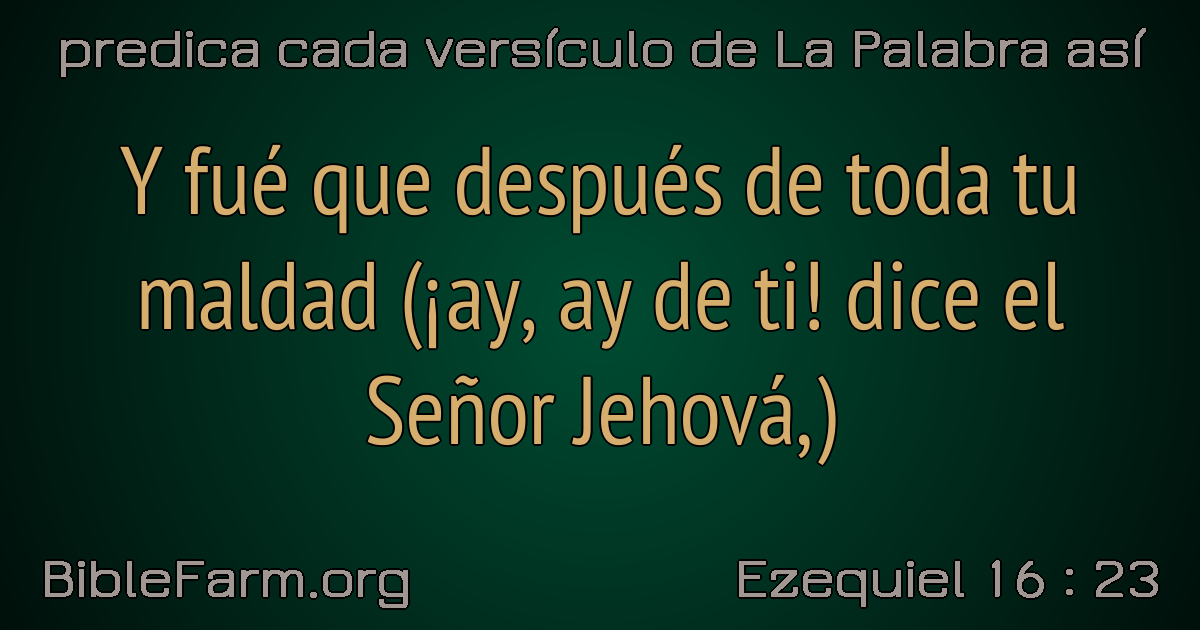 predica cada versículo de La Palabra así
Y fué que después de toda tu
maldad (¡ay, ay de ti! dice el
Señor Jehová,)
BibleFarm.org
Ezequiel 16 : 23